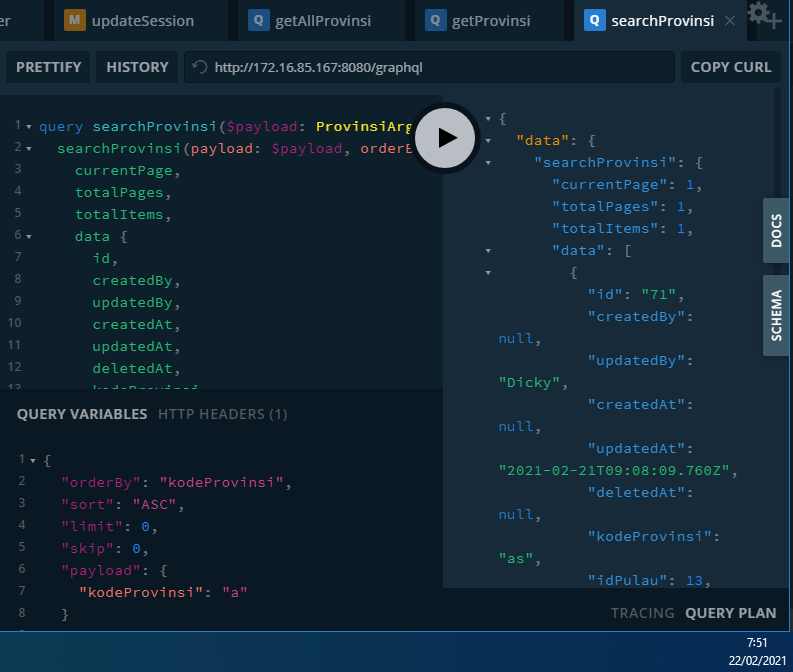 er
M updateSession
Q getAllProvinsi
Q getProvinsi
Q searchProvinsi
PRETTIFY
HISTORY
http://172.16.85.167:8080/graphql
COPY CURL
1 query searchProvinsi($payload: ProvinsiArg
2 searchProvinsi(payload: $payload, orderB
3 currentPage,
4 totalPages,
5 totalItems,
6 data {
7 id,
8 createdBy,
9 updatedBy,
10 createdAt,
11 updatedAt,
12 deletedAt,
13 kodeProvinsi
QUERY VARIABLES HTTP HEADERS (1)
1 {
2 "orderBy": "kodeProvinsi",
3 "sort": "ASC",
4 "limit": 0,
5 "skip": 0,
6 "payload": {
7 "kodeProvinsi": "a"
8 }
{
"data": {
"searchProvinsi": {
"currentPage": 1,
"totalPages": 1,
"totalItems": 1,
"data": [
{
"id": "71",
"createdBy":
null,
"updatedBy":
"Dicky",
"createdAt":
null,
"updatedAt":
"2021-02-21T09:08:09.760Z",
"deletedAt":
null,
"kodeProvinsi":
"as",
"idPulau": 13,
DOCS
SCHEMA
TRACING QUERY PLAN
7:51
22/02/2021